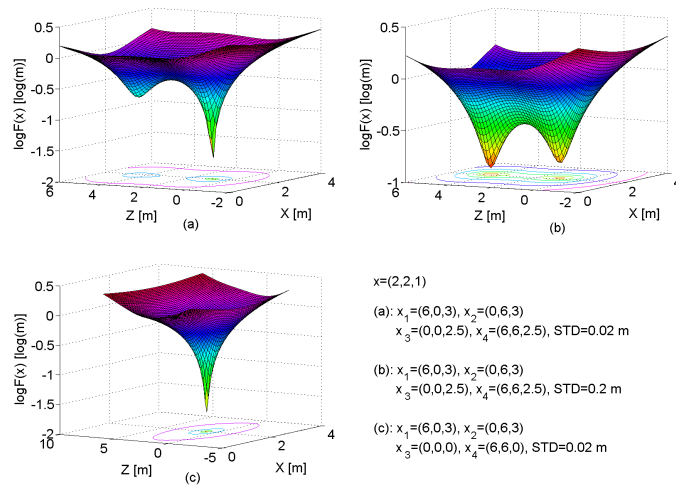 0.5
0
-0.5
-1
-1.5
-2
logF(x) [log(m)]
6
4
2
0
-2
Z [m]
0
2
4
X [m]
(a)
0.5
0
-0.5
-1
logF(x) [log(m)]
6
4
2
0
-2
Z [m]
0
2
4
X [m]
(b)
0.5
0
-0.5
-1
-1.5
-2
logF(x) [log(m)]
10
5
0
-5
Z [m]
0
2
4
X [m]
(c)
x=(2,2,1)
(a): x1=(6,0,3), x2=(0,6,3)
x3=(0,0,2.5), x4=(6,6,2.5), STD=0.02 m
(b): x1=(6,0,3), x2=(0,6,3)
x3=(0,0,2.5), x4=(6,6,2.5), STD=0.2 m
(c): x1=(6,0,3), x2=(0,6,3)
x3=(0,0,0), x4=(6,6,0), STD=0.02 m